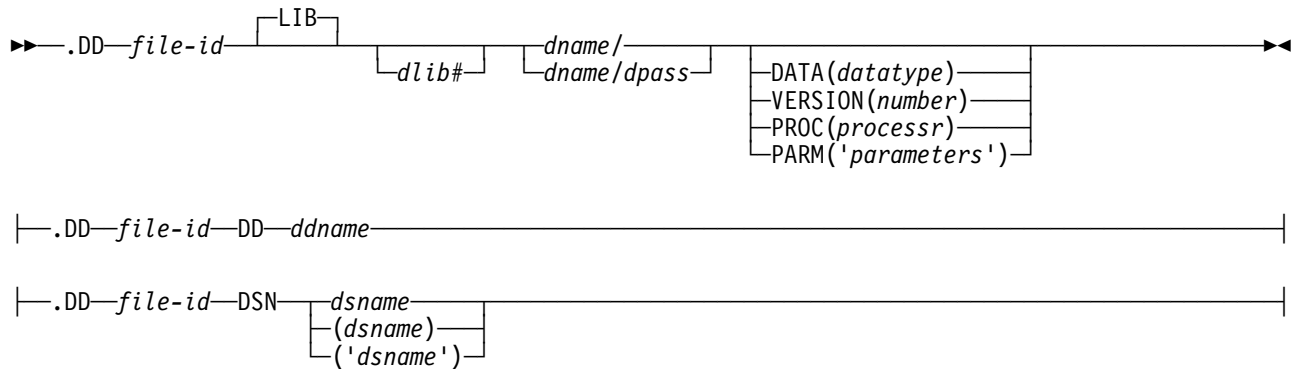 LIB
.DD file-id dname/
dlib# dname/dpass DATA(datatype)
VERSION(number)
PROC(processr)
PARM('parameters')
.DD file-id DD ddname
.DD file-id DSN dsname
(dsname)
('dsname')